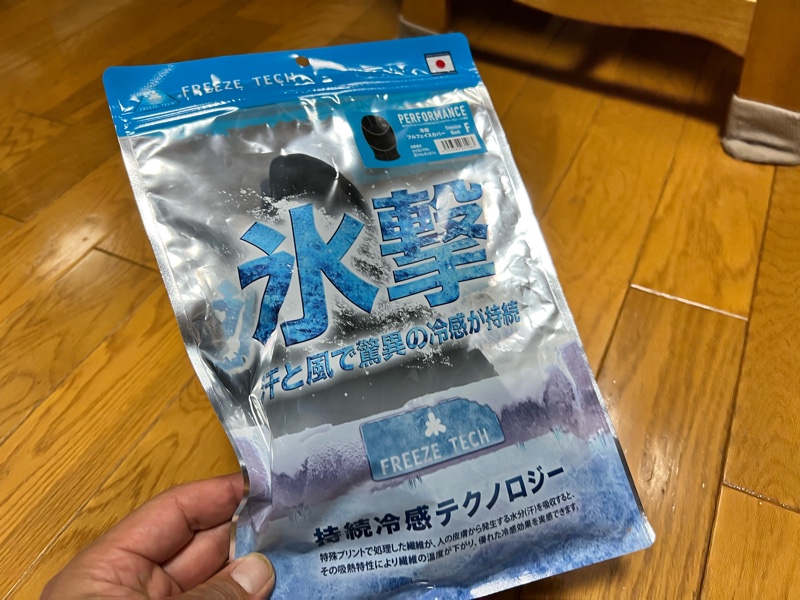 FREEZE TECH
PERFORMANCE
冷感
フルフェイスカバー
F
氷撃
汗と風で驚異の冷感が持続
FREEZE TECH
持続冷感テクノロジー
特殊プリントで処理した繊維が、人の皮膚から発生する水分(汗)を吸収すると、
その吸熱特性により繊維の温度が下がり、優れた冷感効果を実感できます。